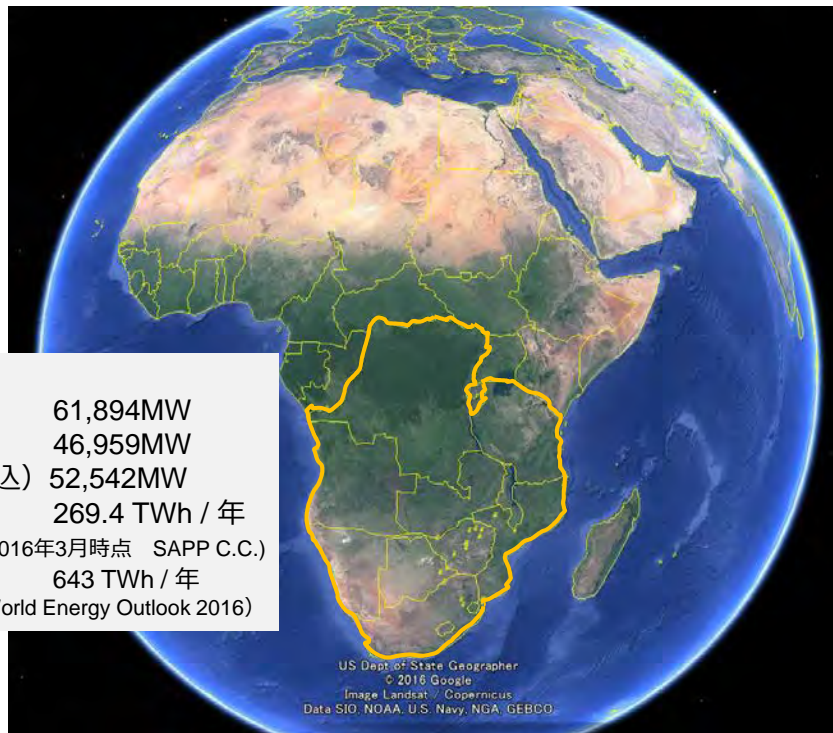 61,894MW
46,959MW
込）52,542MW
269.4 TWh / 年
016年3月時点　SAPP C.C.)
643 TWh / 年
orld Energy Outlook 2016）
US Dept of State Geographer
© 2016 Google
Image Landsat / Copernicus
Data SIO, NOAA, U.S. Navy, NGA, GEBCO